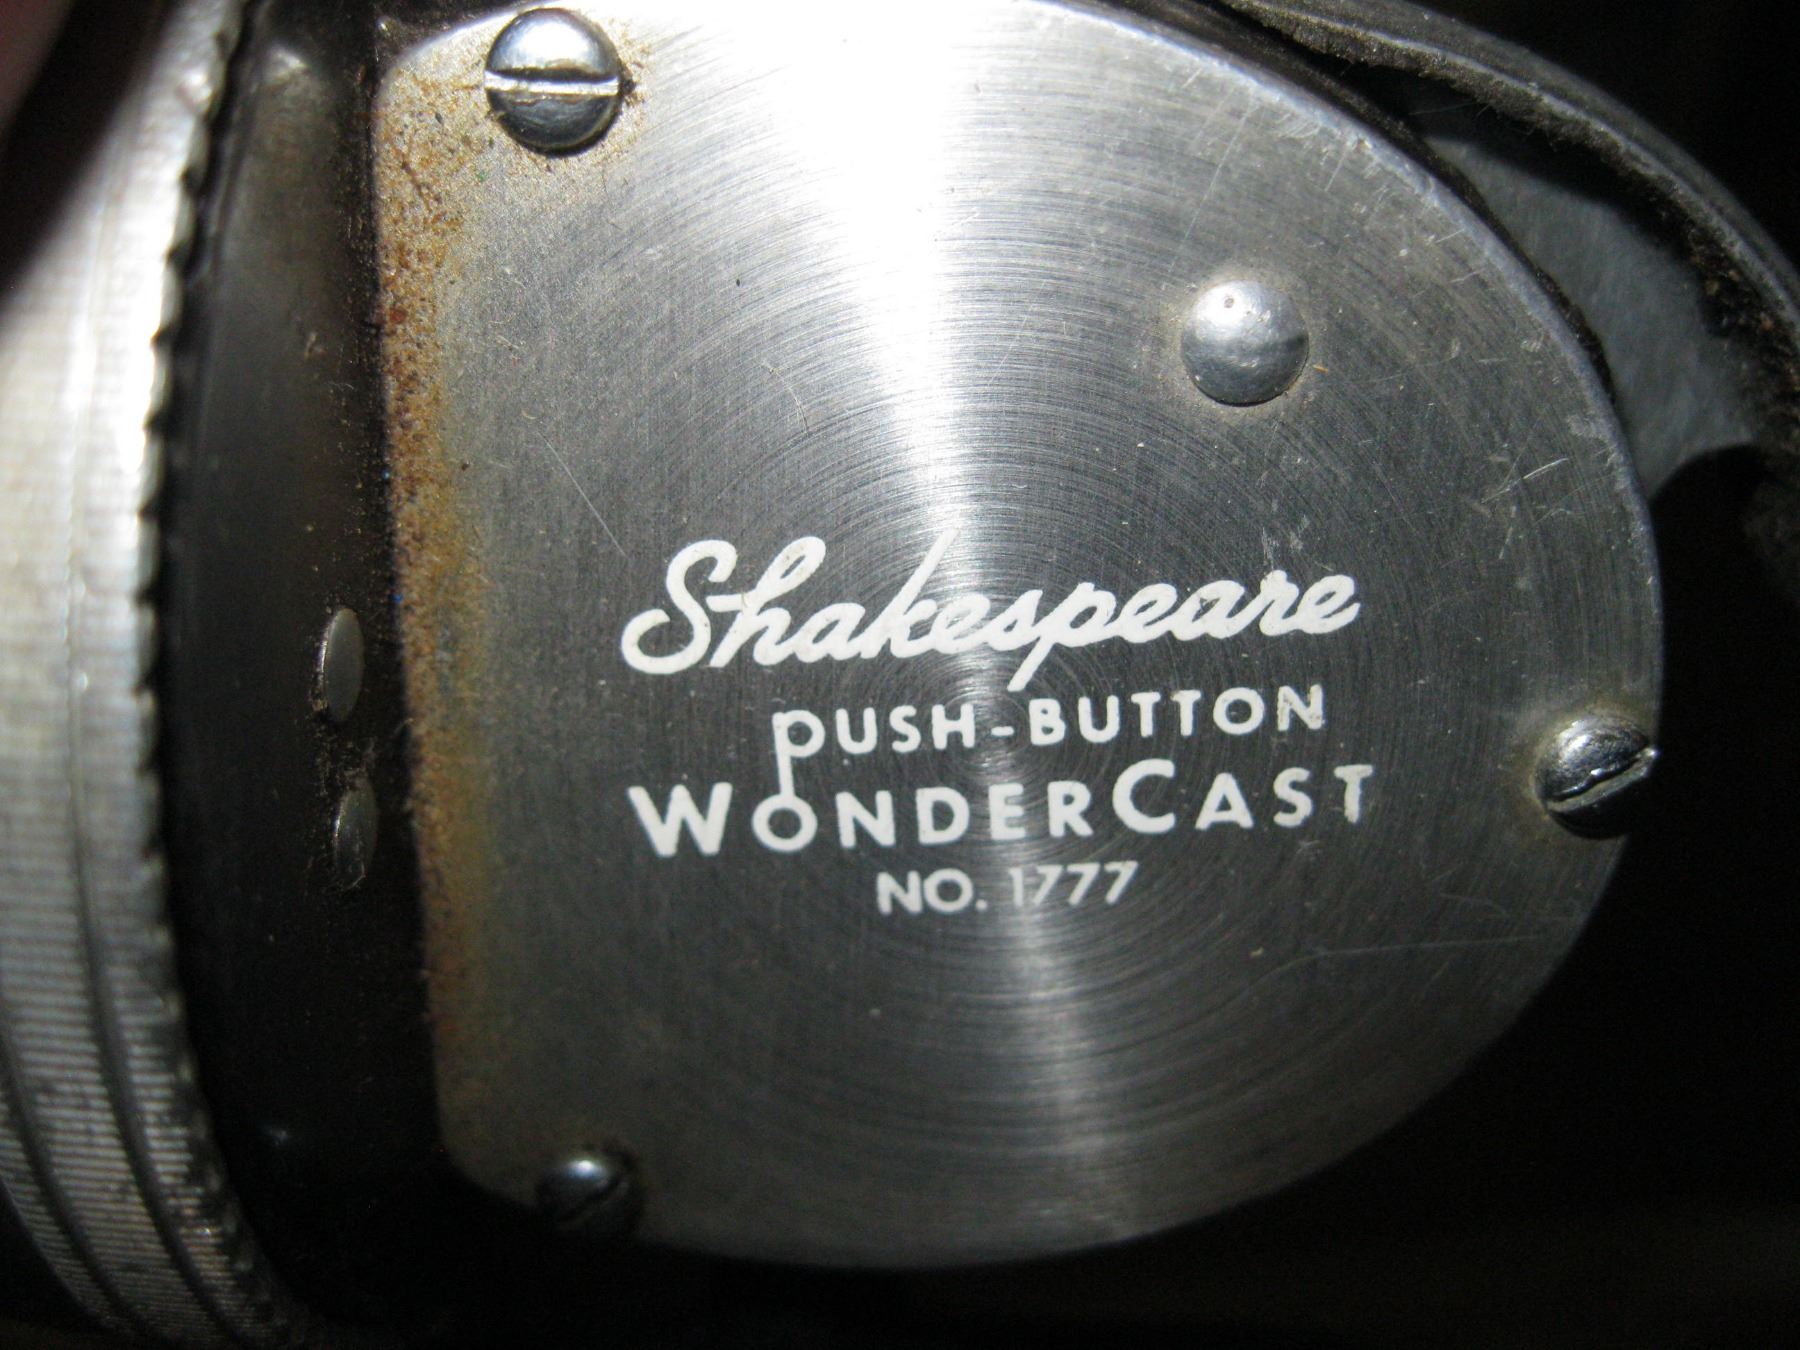 Shakespeare
PUSH-BUTTON
WONDERCAST
NO. 1777